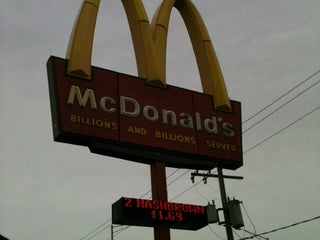 McDonald's
BILLIONS AND BILLIONS SERVED
2 HASHBROWN
$1.69